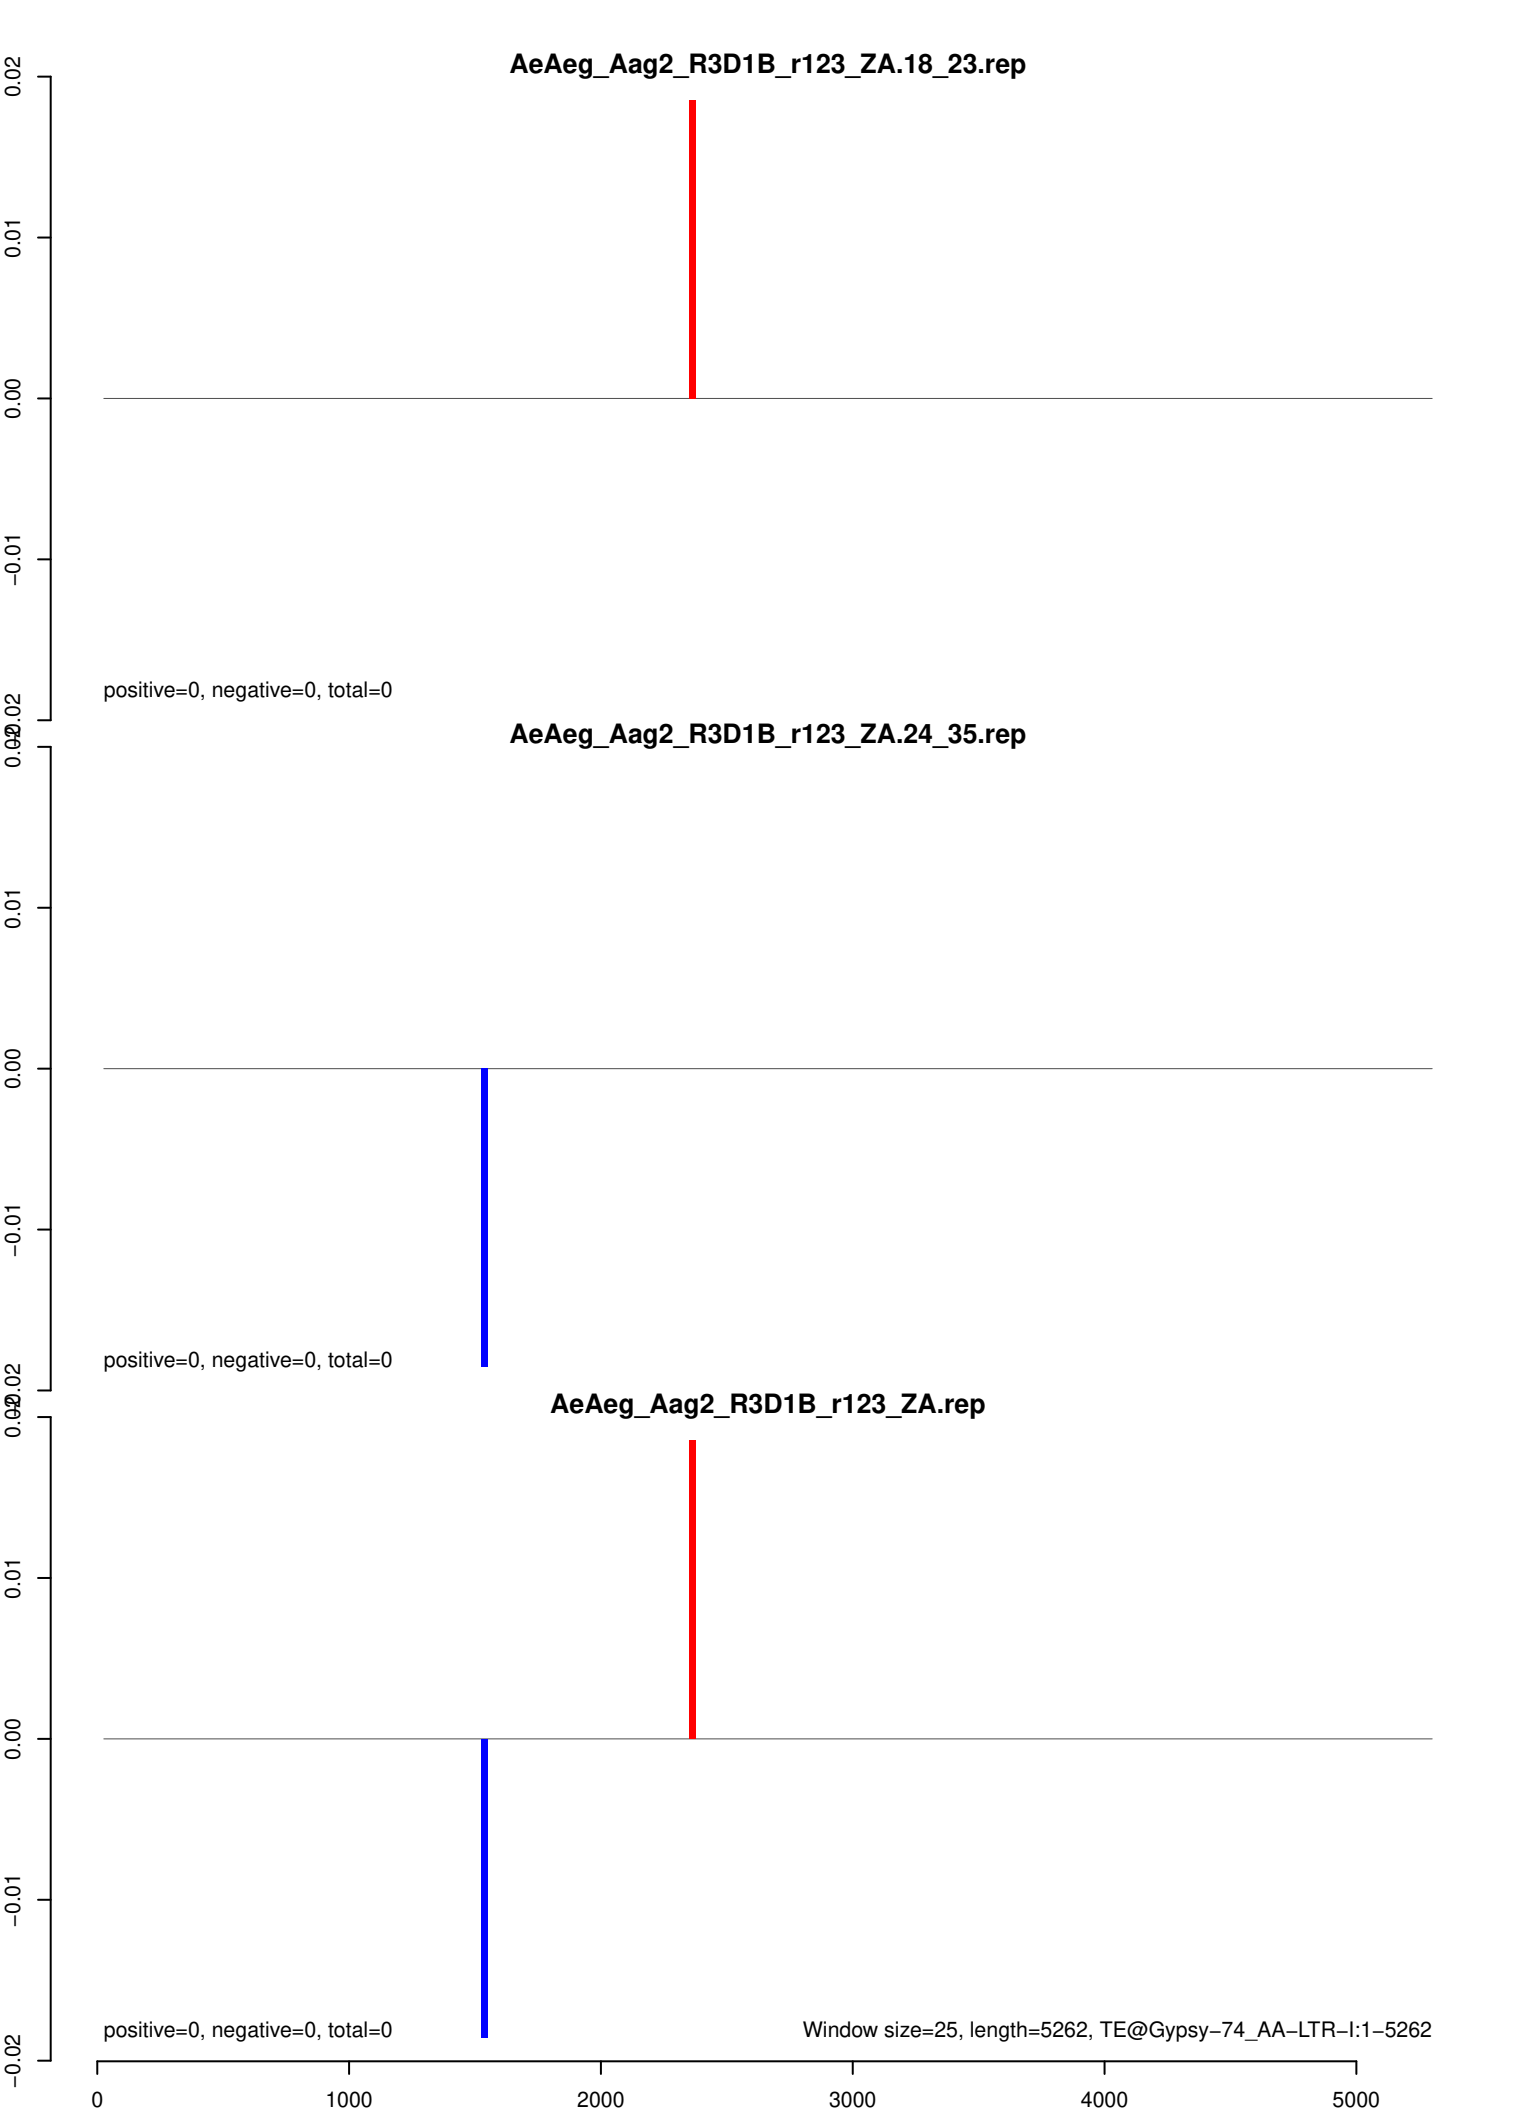 AeAeg_Aag2_R3D1B_r123_ZA.18_23.rep
0.02
0.01
0.00
−0.01
−0.02
positive=0, negative=0, total=0
AeAeg_Aag2_R3D1B_r123_ZA.24_35.rep
0.02
0.01
0.00
−0.01
−0.02
positive=0, negative=0, total=0
AeAeg_Aag2_R3D1B_r123_ZA.rep
0.02
0.01
0.00
−0.01
−0.02
positive=0, negative=0, total=0
Window size=25, length=5262, TE@Gypsy−74_AA−LTR−I:1−5262
0 1000 2000 3000 4000 5000